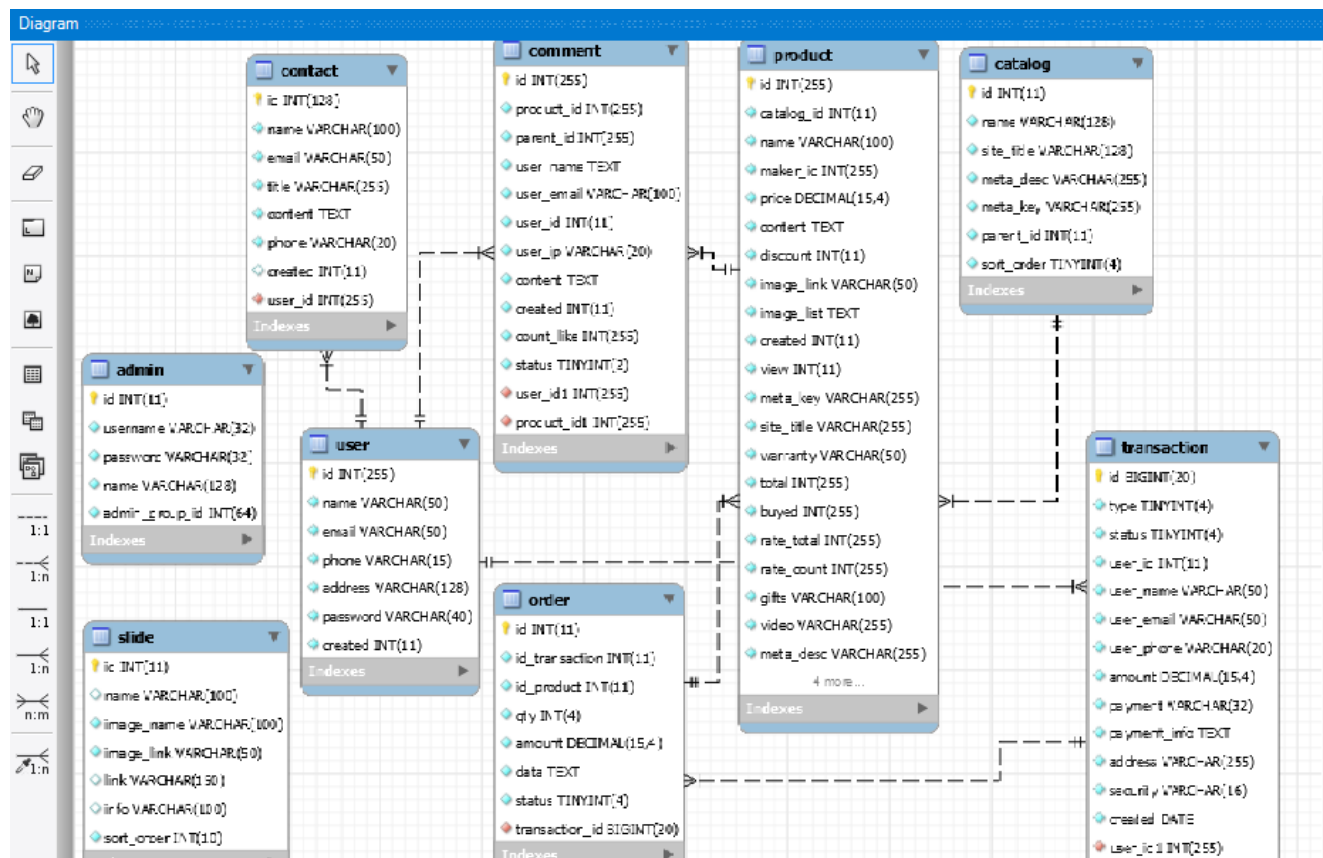 Diagram
contact
id INT(128)
name VARCHAR(100)
email VARCHAR(50)
title VARCHAR(255)
content TEXT
phone VARCHAR(20)
created INT(11)
user_id INT(255)
Indexes
comment
id INT(255)
product_id INT(255)
parent_id INT(255)
user_name TEXT
user_email VARCHAR(100)
user_id INT(11)
user_ip VARCHAR(20)
content TEXT
created INT(11)
count_like INT(255)
status TINYINT(2)
user_id1 INT(255)
product_id1 INT(255)
Indexes
product
id INT(255)
catalog_id INT(11)
name VARCHAR(100)
maker_id INT(255)
price DECIMAL(15,4)
content TEXT
discount INT(11)
image_link VARCHAR(50)
image_list TEXT
created INT(11)
view INT(11)
meta_key VARCHAR(255)
site_title VARCHAR(255)
warranty VARCHAR(50)
total INT(255)
buyed INT(255)
rate_total INT(255)
rate_count INT(255)
gifts VARCHAR(100)
video VARCHAR(255)
meta_desc VARCHAR(255)
4 more...
Indexes
catalog
id INT(11)
name VARCHAR(128)
site_title VARCHAR(128)
meta_desc VARCHAR(255)
meta_key VARCHAR(255)
parent_id INT(11)
sort_order TINYINT(4)
Indexes
admin
id INT(11)
username VARCHAR(32)
password VARCHAR(32)
name VARCHAR(128)
admin_group_id INT(64)
Indexes
user
id INT(255)
name VARCHAR(50)
email VARCHAR(50)
phone VARCHAR(15)
address VARCHAR(128)
password VARCHAR(40)
created INT(11)
Indexes
transaction
id BIGINT(20)
type TINYINT(4)
status TINYINT(4)
user_id INT(11)
user_name VARCHAR(50)
user_email VARCHAR(50)
user_phone VARCHAR(20)
amount DECIMAL(15,4)
payment VARCHAR(32)
payment_info TEXT
address VARCHAR(255)
security VARCHAR(16)
created DATE
user_id1 INT(255)
slide
id INT(11)
name VARCHAR(100)
image_name VARCHAR(100)
image_link VARCHAR(50)
link VARCHAR(150)
info VARCHAR(100)
sort_order INT(10)
order
id INT(11)
id_transaction INT(11)
id_product INT(11)
qty INT(4)
amount DECIMAL(15,4)
data TEXT
status TINYINT(4)
transaction_id BIGINT(20)
Indexes
1:1
1:n
1:1
1:n
n:m
1:n